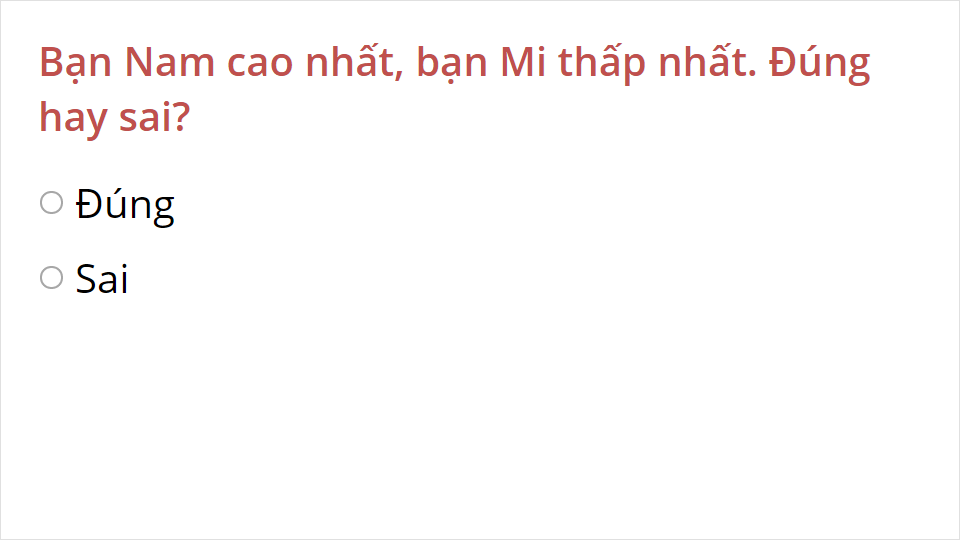 Bạn Nam cao nhất, bạn Mi thấp nhất. Đúng
hay sai?
Đúng
Sai